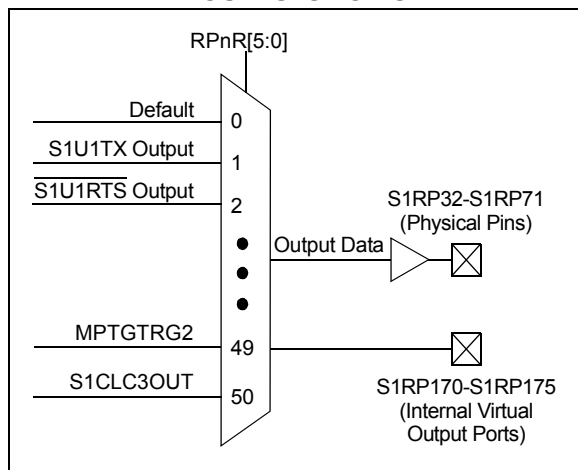 RPnR[5:0]
Default
0
S1U1TX Output
1
S1U1RTS Output
2
S1RP32-S1RP71
(Physical Pins)
Output Data
MPTGTRG2
49
S1CLC3OUT
50
S1RP170-S1RP175
(Internal Virtual
Output Ports)